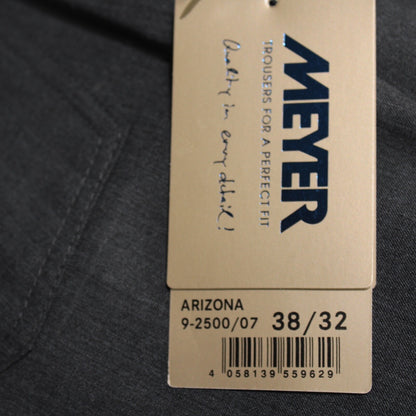 MEYER
TROUSERS FOR A PERFECT FIT
Quality in every detail!
ARIZONA
9-2500/07 38/32
4 058139 559629